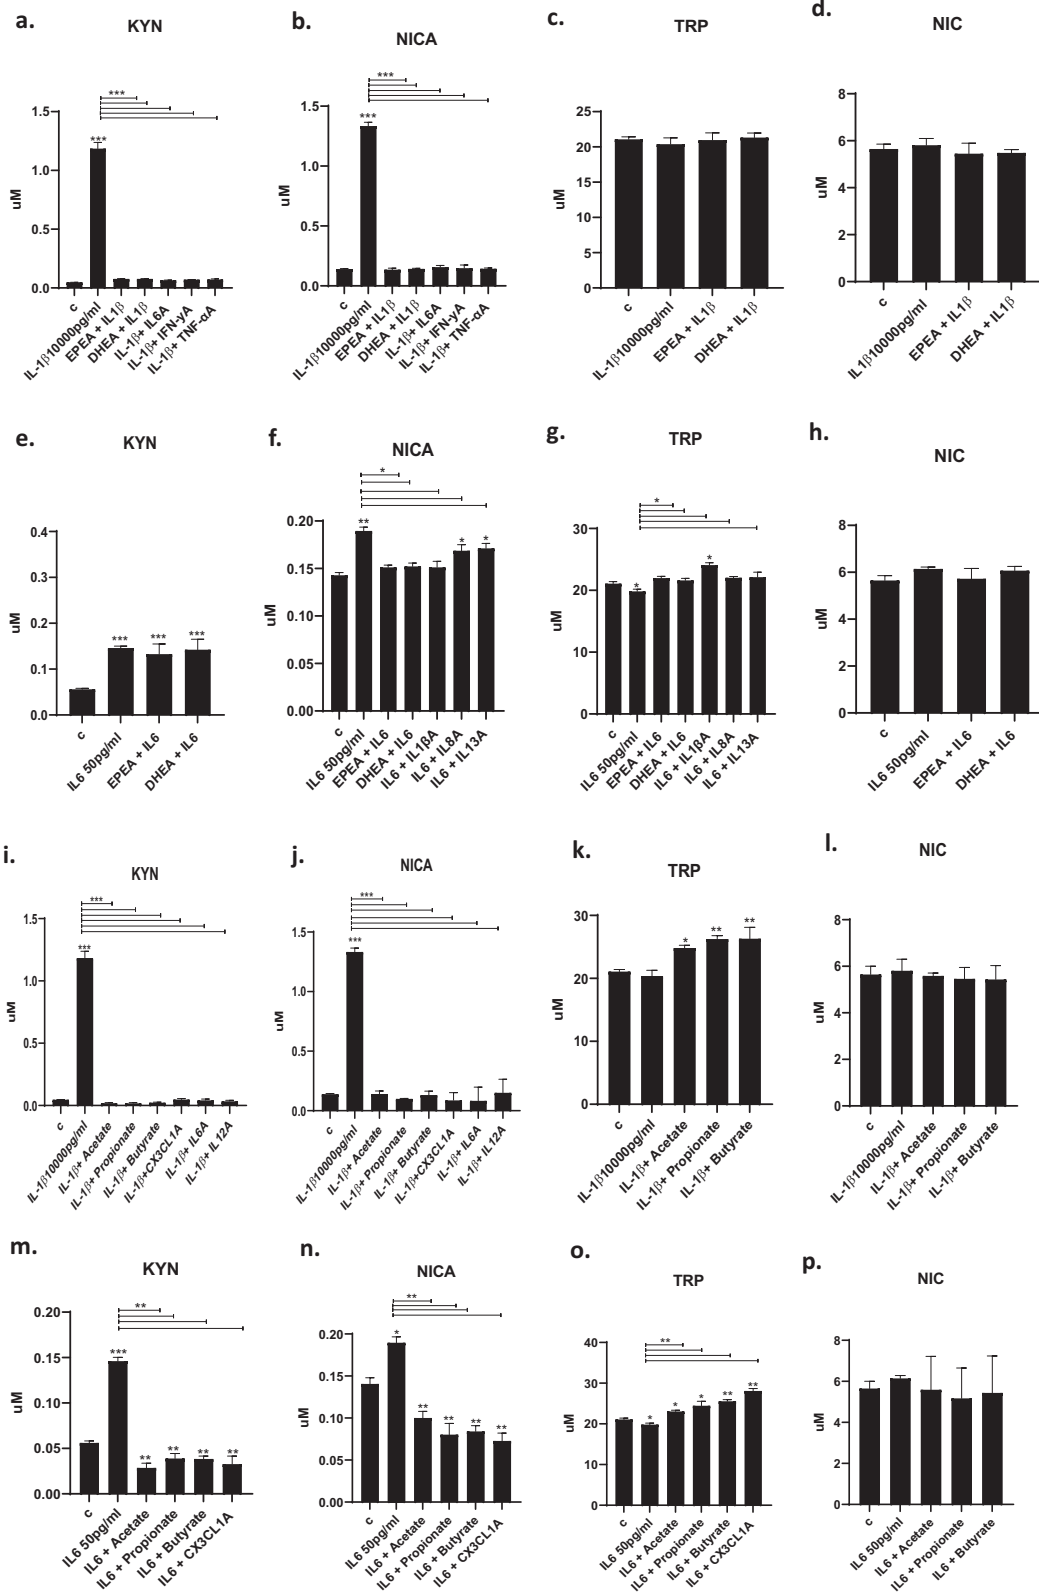 a.
KYN
***
***
1.5
1.0
0.5
0.0
uM
c
IL-1β10000pg/ml
EPEA + IL1β
DHEA + IL1β
IL-1β+ IL6A
IL-1β+ IFN-yA
IL-1β+ TNF-αA
b.
NICA
***
***
1.5
1.0
0.5
0.0
uM
c
IL-1β10000pg/ml
EPEA + IL1β
DHEA + IL1β
IL-1β+ IL6A
IL-1β+ IFN-yA
IL-1β+ TNF-αA
c.
TRP
25
20
15
10
5
0
uM
c
IL-1β10000pg/ml
EPEA + IL1β
DHEA + IL1β
d.
NIC
8
6
4
2
0
uM
c
IL1β10000pg/ml
EPEA + IL1β
DHEA + IL1β
e.
KYN
0.4
0.3
0.2
0.1
0.0
uM
*** *** ***
c
IL6 50pg/ml
EPEA + IL6
DHEA + IL6
f.
NICA
*
** * *
0.20
0.15
0.10
0.05
0.00
uM
c
IL6 50pg/ml
EPEA + IL6
DHEA + IL6
IL6 + IL1βA
IL6 + IL8A
IL6 + IL13A
g.
TRP
*
* *
30
20
10
0
uM
c
IL6 50pg/ml
EPEA + IL6
DHEA + IL6
IL6 + IL1βA
IL6 + IL8A
IL6 + IL13A
h.
NIC
8
6
4
2
0
uM
c
IL6 50pg/ml
EPEA + IL6
DHEA + IL6
i.
KYN
***
***
1.5
1.0
0.5
0.0
uM
c
IL-1β10000pg/ml
IL-1β+ Acetate
IL-1β+ Propionate
IL-1β+ Butyrate
IL-1β+CX3CL1A
IL-1β+ IL6A
IL-1β+ IL12A
j.
NICA
***
***
1.5
1.0
0.5
0.0
uM
c
IL-1β10000pg/ml
IL-1β+ Acetate
IL-1β+ Propionate
IL-1β+ Butyrate
IL-1β+CX3CL1A
IL-1β+ IL6A
IL-1β+ IL12A
k.
TRP
* ** **
30
20
10
0
uM
c
IL-1β10000pg/ml
IL-1β+ Acetate
IL-1β+ Propionate
IL-1β+ Butyrate
l.
NIC
8
6
4
2
0
uM
c
IL-1β10000pg/ml
IL-1β+ Acetate
IL-1β+ Propionate
IL-1β+ Butyrate
m.
KYN
**
*** ** ** ** **
0.20
0.15
0.10
0.05
0.00
uM
c
IL6 50pg/ml
IL6 + Acetate
IL6 + Propionate
IL6 + Butyrate
IL6 + CX3CL1A
n.
NICA
**
* ** ** ** **
0.20
0.15
0.10
0.05
0.00
uM
c
IL6 50pg/ml
IL6 + Acetate
IL6 + Propionate
IL6 + Butyrate
IL6 + CX3CL1A
o.
TRP
**
* * * ** **
40
30
20
10
0
uM
c
IL6 50pg/ml
IL6 + Acetate
IL6 + Propionate
IL6 + Butyrate
IL6 + CX3CL1A
p.
NIC
8
6
4
2
0
uM
c
IL6 50pg/ml
IL6 + Acetate
IL6 + Propionate
IL6 + Butyrate